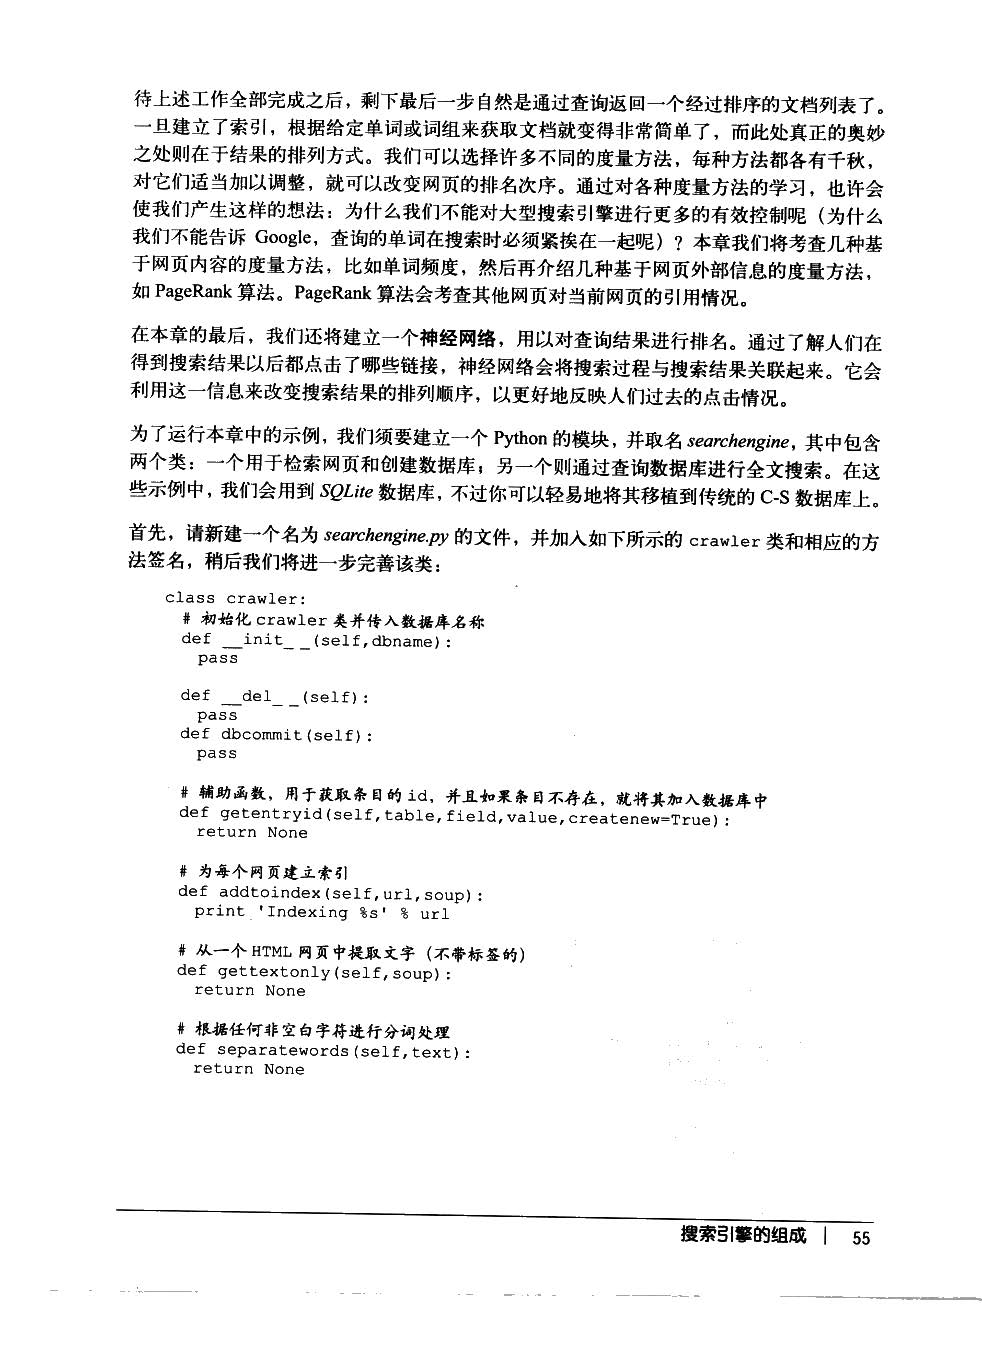 待上述工作全部完成之后，剩下最后一步自然是通过查询返回一个经过排序的文档列表了。
一旦建立了索引，根据给定单词或词组来获取文档就变得非常简单了，而此处真正的奥妙
之处则在于结果的排列方式。我们可以选择许多不同的度量方法，每种方法都各有千秋，
对它们适当加以调整，就可以改变网页的排名次序。通过对各种度量方法的学习，也许会
使我们产生这样的想法：为什么我们不能对大型搜索引擎进行更多的有效控制呢（为什么
我们不能告诉 Google，查询的单词在搜索时必须紧挨在一起呢）？本章我们将考查几种基
于网页内容的度量方法，比如单词频度，然后再介绍几种基于网页外部信息的度量方法，
如 PageRank 算法。PageRank 算法会考查其他网页对当前网页的引用情况。
在本章的最后，我们还将建立一个神经网络，用以对查询结果进行排名。通过了解人们在
得到搜索结果以后都点击了哪些链接，神经网络会将搜索过程与搜索结果关联起来。它会
利用这一信息来改变搜索结果的排列顺序，以更好地反映人们过去的点击情况。
为了运行本章中的示例，我们须要建立一个 Python 的模块，并取名 searchengine，其中包含
两个类：一个用于检索网页和创建数据库；另一个则通过查询数据库进行全文搜索。在这
些示例中，我们会用到 SQLite 数据库，不过你可以轻易地将其移植到传统的 C-S 数据库上。
首先，请新建一个名为 searchengine.py 的文件，并加入如下所示的 crawler 类和相应的方
法签名，稍后我们将进一步完善该类：
class crawler:
# 初始化 crawler 类并传入数据库名称
def __init_ _(self,dbname):
pass
def __del_ _(self):
pass
def dbcommit(self):
pass
# 辅助函数，用于获取条目的 id，并且如果条目不存在，就将其加入数据库中
def getentryid(self,table,field,value,createnew=True):
return None
# 为每个网页建立索引
def addtoindex(self,url,soup):
print 'Indexing %s' % url
# 从一个 HTML 网页中提取文字（不带标签的）
def gettextonly(self,soup):
return None
# 根据任何非空白字符进行分词处理
def separatewords(self,text):
return None
搜索引擎的组成 | 55